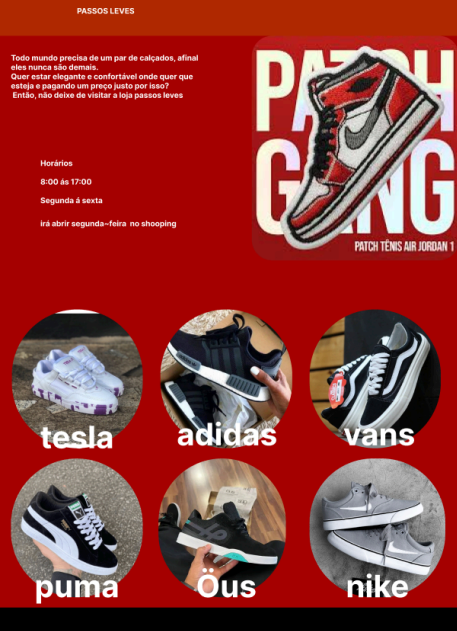 PASSOS LEVES
Todo mundo precisa de um par de calçados, afinal
eles nunca são demais.
Quer estar elegante e confortável onde quer que
esteja e pagando um preço justo por isso?
Então, não deixe de visitar a loja passos leves
PATCH
GANG
PATCH TÊNIS AIR JORDAN 1
Horários
8:00 ás 17:00
Segunda á sexta
irá abrir segunda~feira no shooping
tesla
adidas
vans
puma
Öus
nike